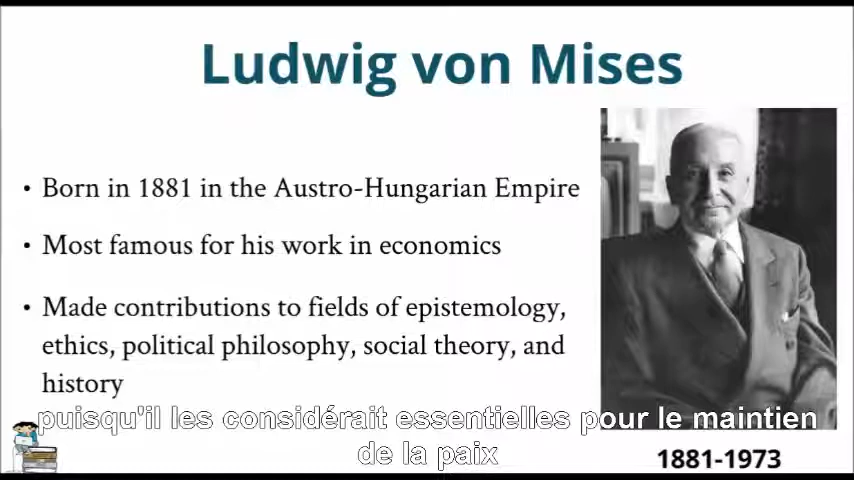 Ludwig von Mises
• Born in 1881 in the Austro-Hungarian Empire
• Most famous for his work in economics
• Made contributions to fields of epistemology,
ethics, political philosophy, social theory, and
history
puisqu'il les considérait essentielles pour le maintien
de la paix
1881-1973